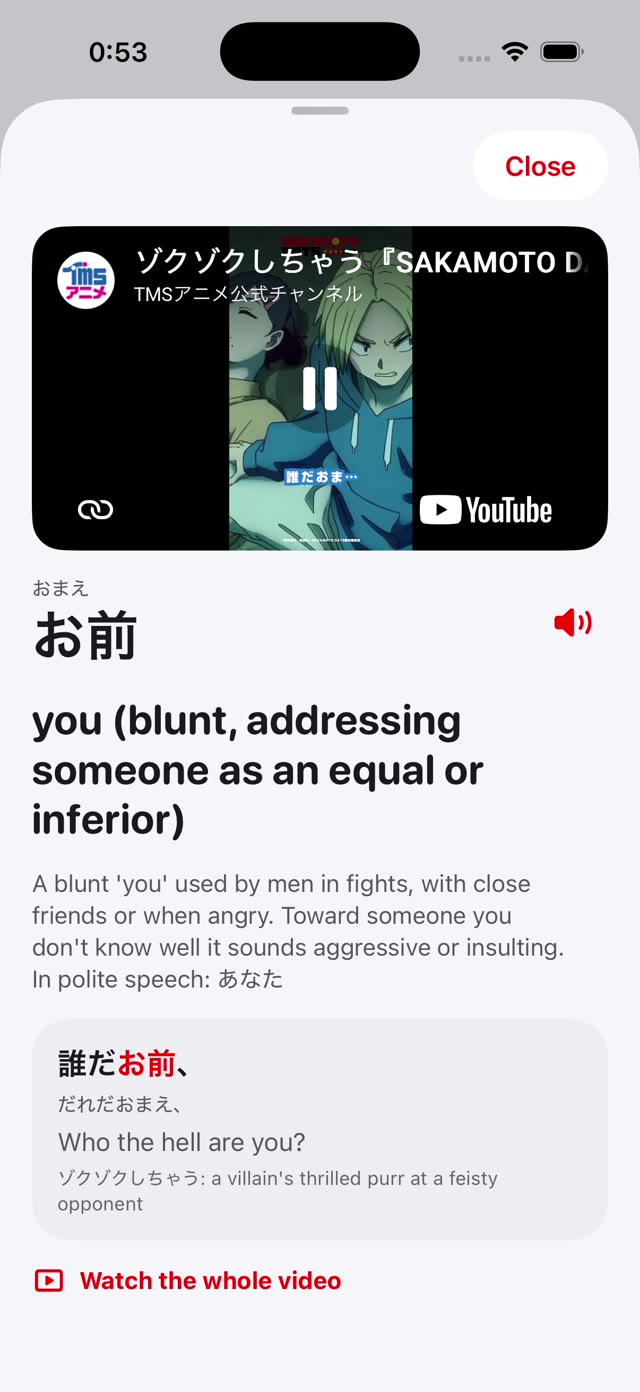 0:53
Close
ゾクゾクしちゃう『SAKAMOTO D
TMS
アニメ
TMSアニメ公式チャンネル
誰だおま…
YouTube
おまえ
お前
you (blunt, addressing
someone as an equal or
inferior)
A blunt 'you' used by men in fights, with close
friends or when angry. Toward someone you
don't know well it sounds aggressive or insulting.
In polite speech: あなた
誰だお前、
だれだおまえ、
Who the hell are you?
ゾクゾクしちゃう: a villain's thrilled purr at a feisty
opponent
Watch the whole video